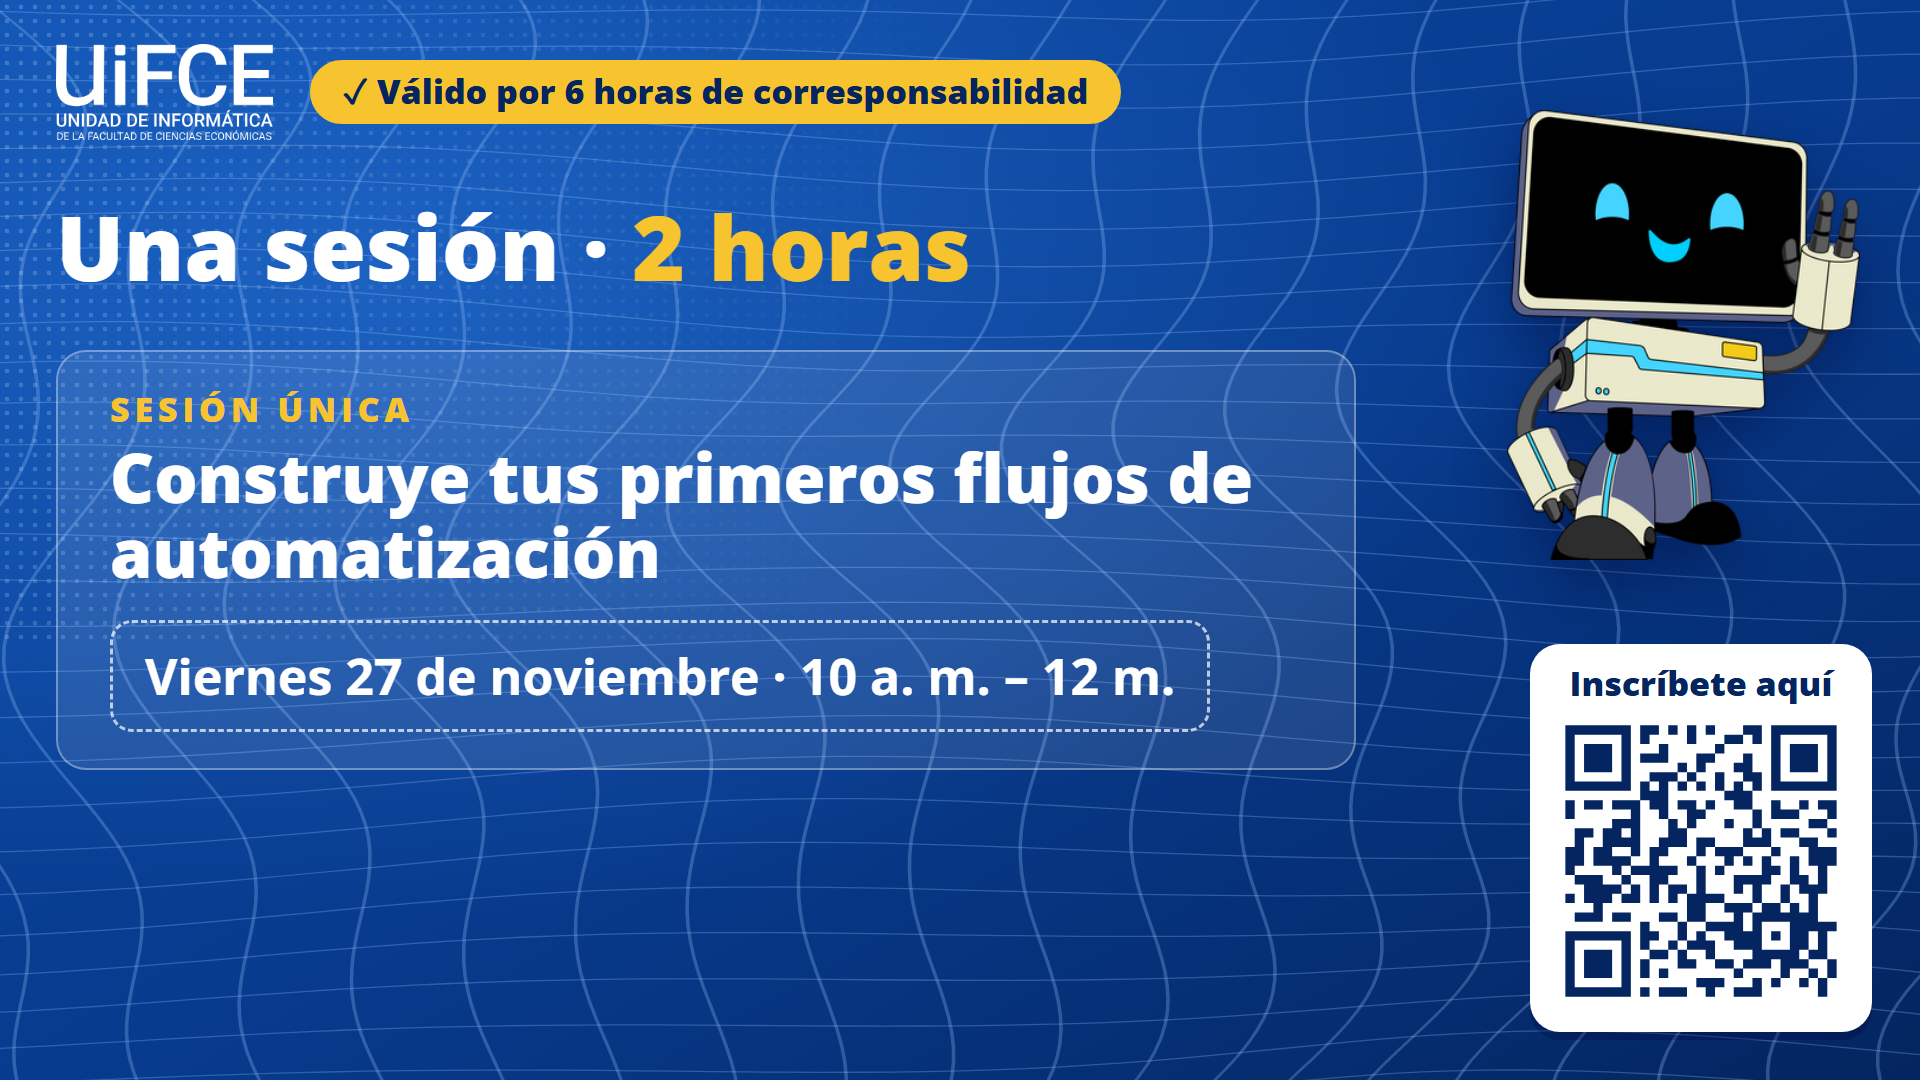 UiFCE
UNIDAD DE INFORMÁTICA
DE LA FACULTAD DE CIENCIAS ECONÓMICAS
✓ Válido por 6 horas de corresponsabilidad
Una sesión · 2 horas
SESIÓN ÚNICA
Construye tus primeros flujos de
automatización
Viernes 27 de noviembre · 10 a. m. – 12 m.
Inscríbete aquí